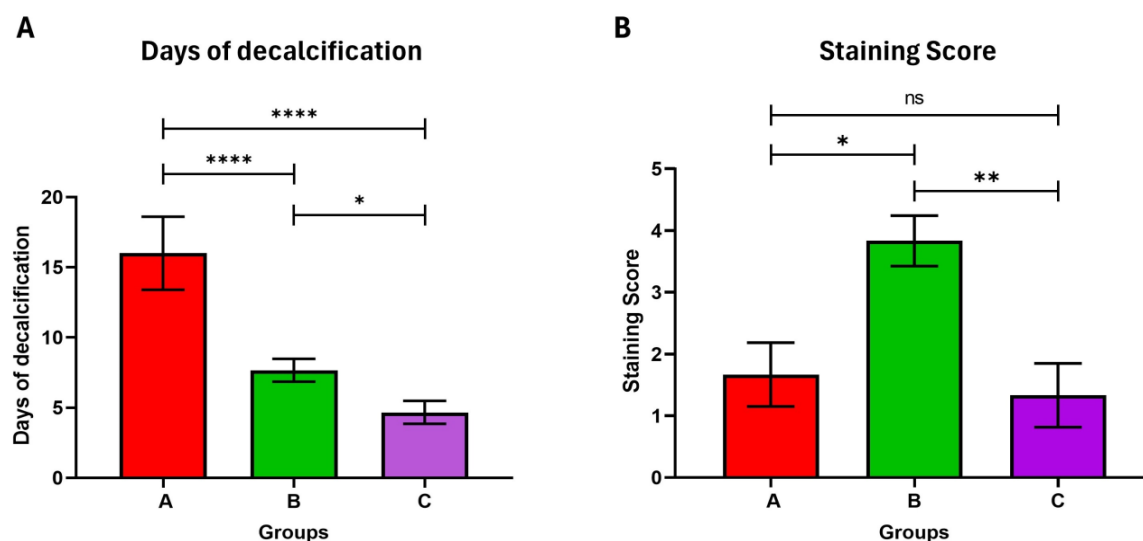 A
Days of decalcification
****
****
*
Days of decalcification
20
15
10
5
0
A B C
Groups
B
Staining Score
ns
*
**
Staining Score
5
4
3
2
1
0
A B C
Groups